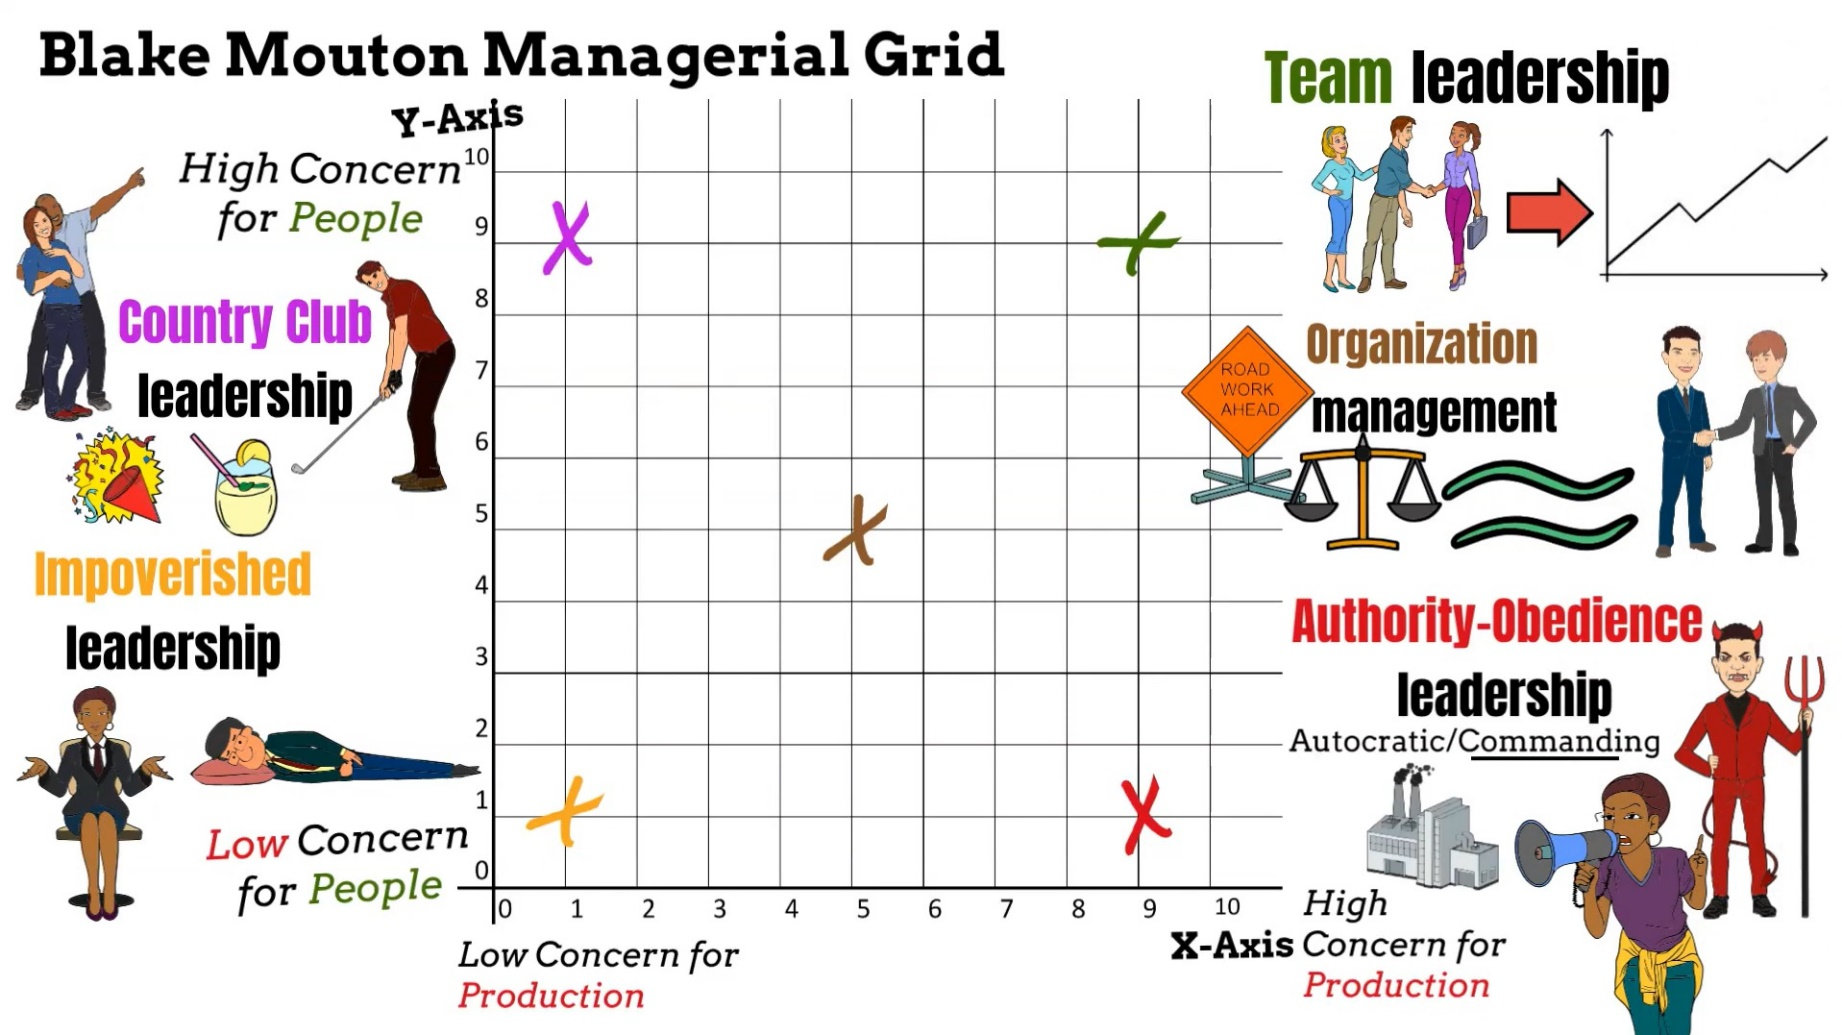 Blake Mouton Managerial Grid
Y-Axis
High Concern
for People
Country Club
leadership
Impoverished
leadership
Low Concern
for People
10
9
8
7
6
5
4
3
2
1
0
0 1 2 3 4 5 6 7 8 9 10
Low Concern for
Production
X-Axis
High
Concern for
Production
Team leadership
ROAD
WORK
AHEAD
Organization
management
Authority-Obedience
leadership
Autocratic/Commanding